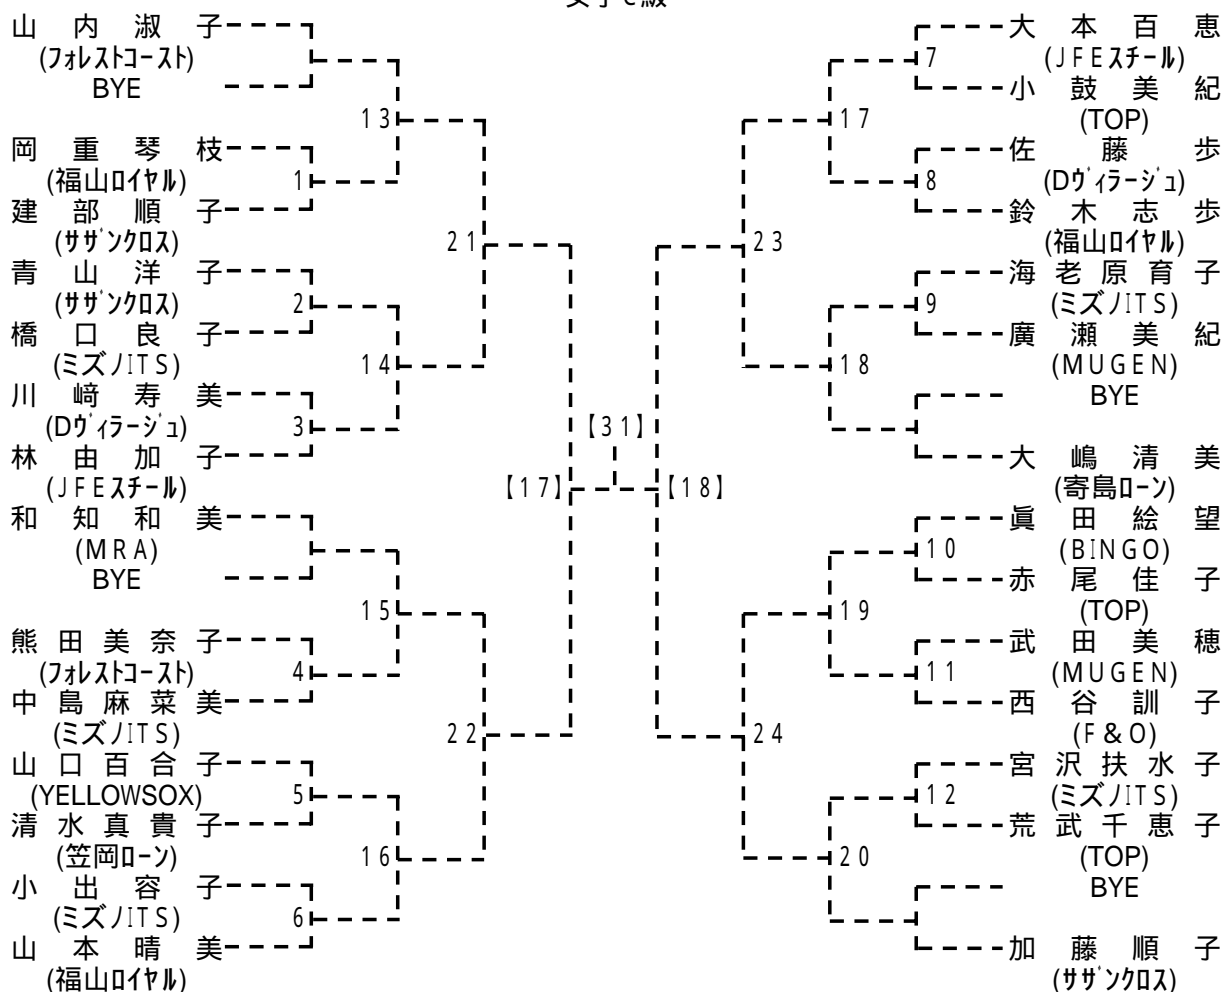 女子C級
山内淑子
(フォレストコースト)
BYE
13
岡重琴枝
(福山ロイヤル)
1
建部順子
(サザンクロス)
21
青山洋子
(サザンクロス)
2
橋口良子
(ミズノITS)
14
川﨑寿美
(Dヴィラージュ)
3
林由加子
(JFEスチール)
【17】
和知和美
(MRA)
BYE
15
熊田美奈子
(フォレストコースト)
4
中島麻菜美
(ミズノITS)
22
山口百合子
(YELLOWSOX)
5
清水真貴子
(笠岡ローン)
16
小出容子
(ミズノITS)
6
山本晴美
(福山ロイヤル)
【31】
大本百恵
7
(JFEスチール)
小鼓美紀
(TOP)
17
佐藤歩
8
(Dヴィラージュ)
鈴木志歩
(福山ロイヤル)
23
海老原育子
9
(ミズノITS)
廣瀬美紀
(MUGEN)
18
BYE
大嶋清美
(寄島ローン)
【18】
眞田絵望
10
(BINGO)
赤尾佳子
(TOP)
19
武田美穂
11
(MUGEN)
西谷訓子
(F&O)
24
宮沢扶水子
12
(ミズノITS)
荒武千恵子
(TOP)
20
BYE
加藤順子
(サザンクロス)